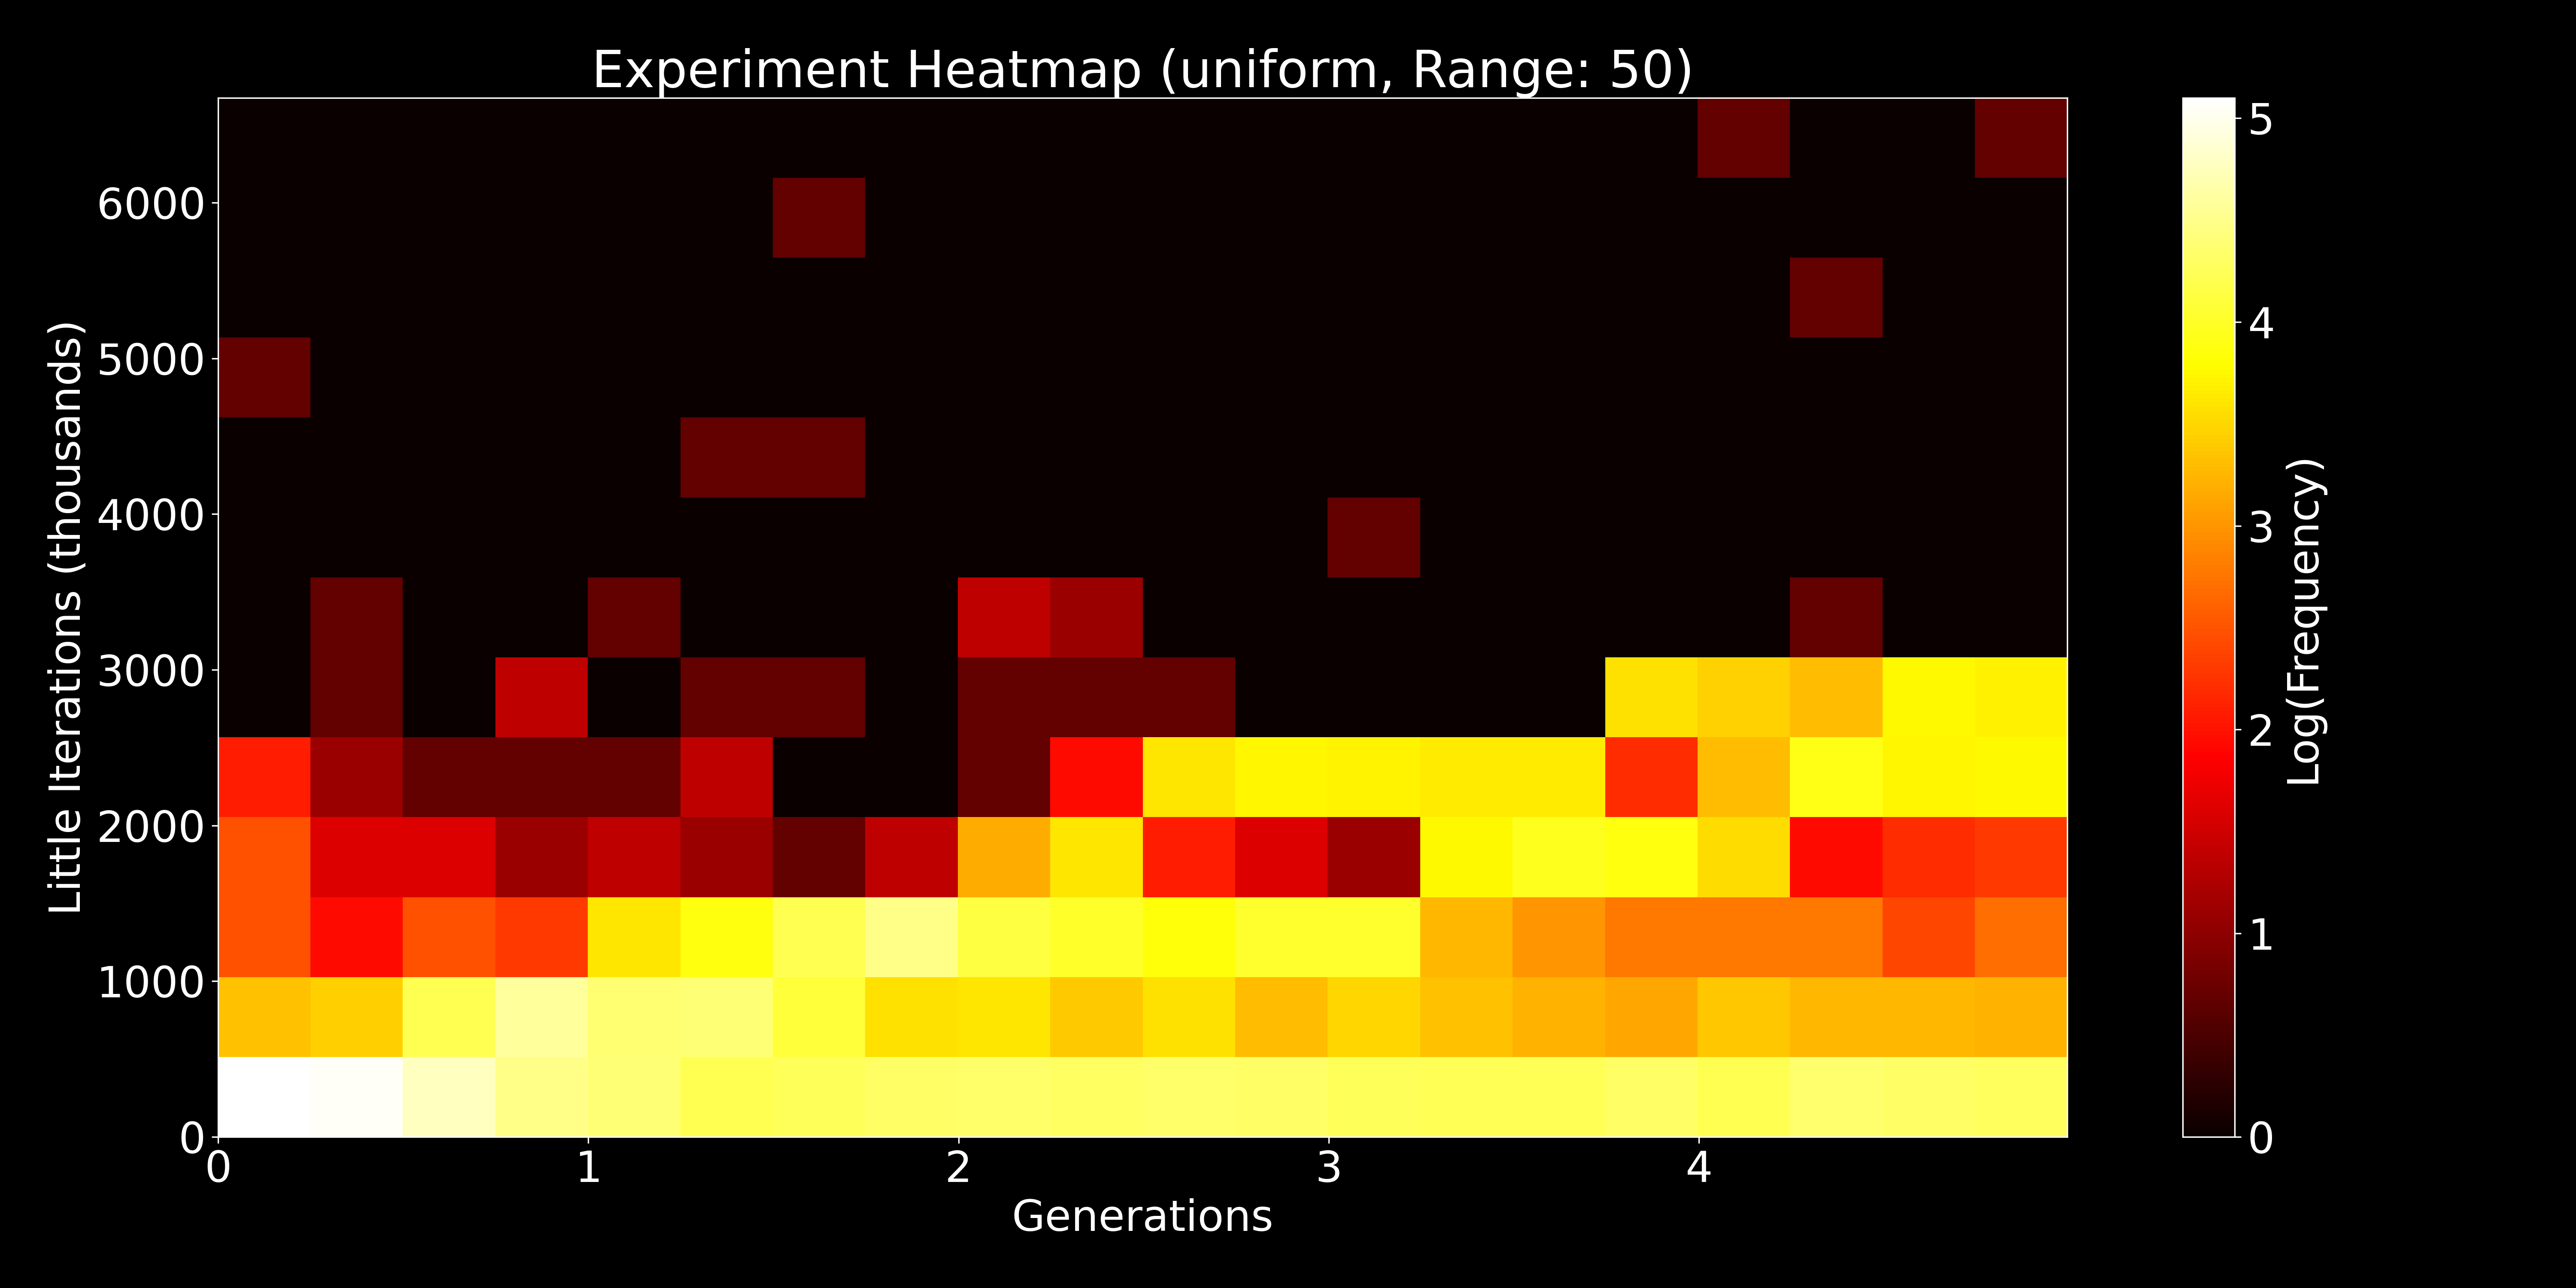 Experiment Heatmap (uniform, Range: 50)
Little Iterations (thousands)
6000
5000
4000
3000
2000
1000
0
0 1 2 3 4
Generations
5
4
3
2
1
0
Log(Frequency)